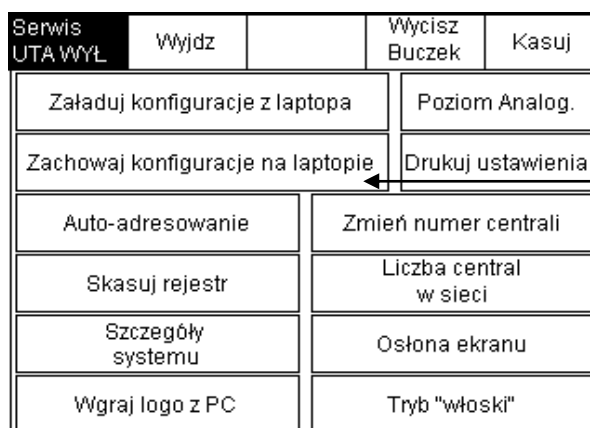 Serwis
UTA WYŁ
Wyjdz
Wycisz
Buczek
Kasuj
Załaduj konfiguracje z laptopa
Poziom Analog.
Zachowaj konfiguracje na laptopie
Drukuj ustawienia
Auto-adresowanie
Zmień numer centrali
Skasuj rejestr
Liczba central
w sieci
Szczegóły
systemu
Osłona ekranu
Wgraj logo z PC
Tryb "włoski"